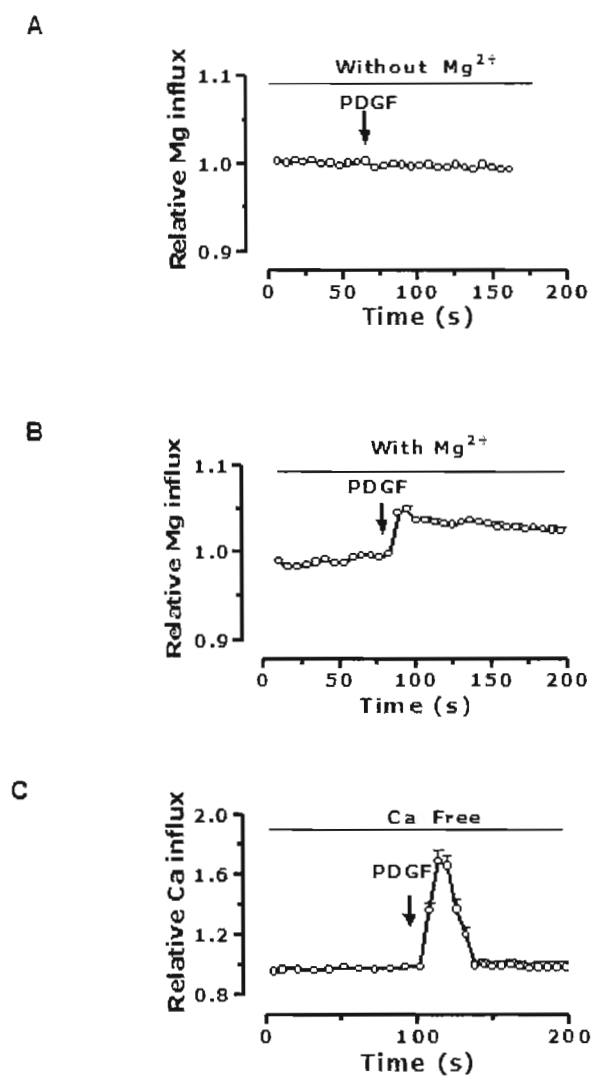 A
Without Mg²⁺
PDGF
Relative Mg influx
1.1
1.0
0.9
0 50 100 150 200
Time (s)
B
With Mg²⁺
PDGF
Relative Mg influx
1.1
1.0
0.9
0 50 100 150 200
Time (s)
C
Ca Free
PDGF
Relative Ca influx
2.0
1.6
1.2
0.8
0 100 200
Time (s)